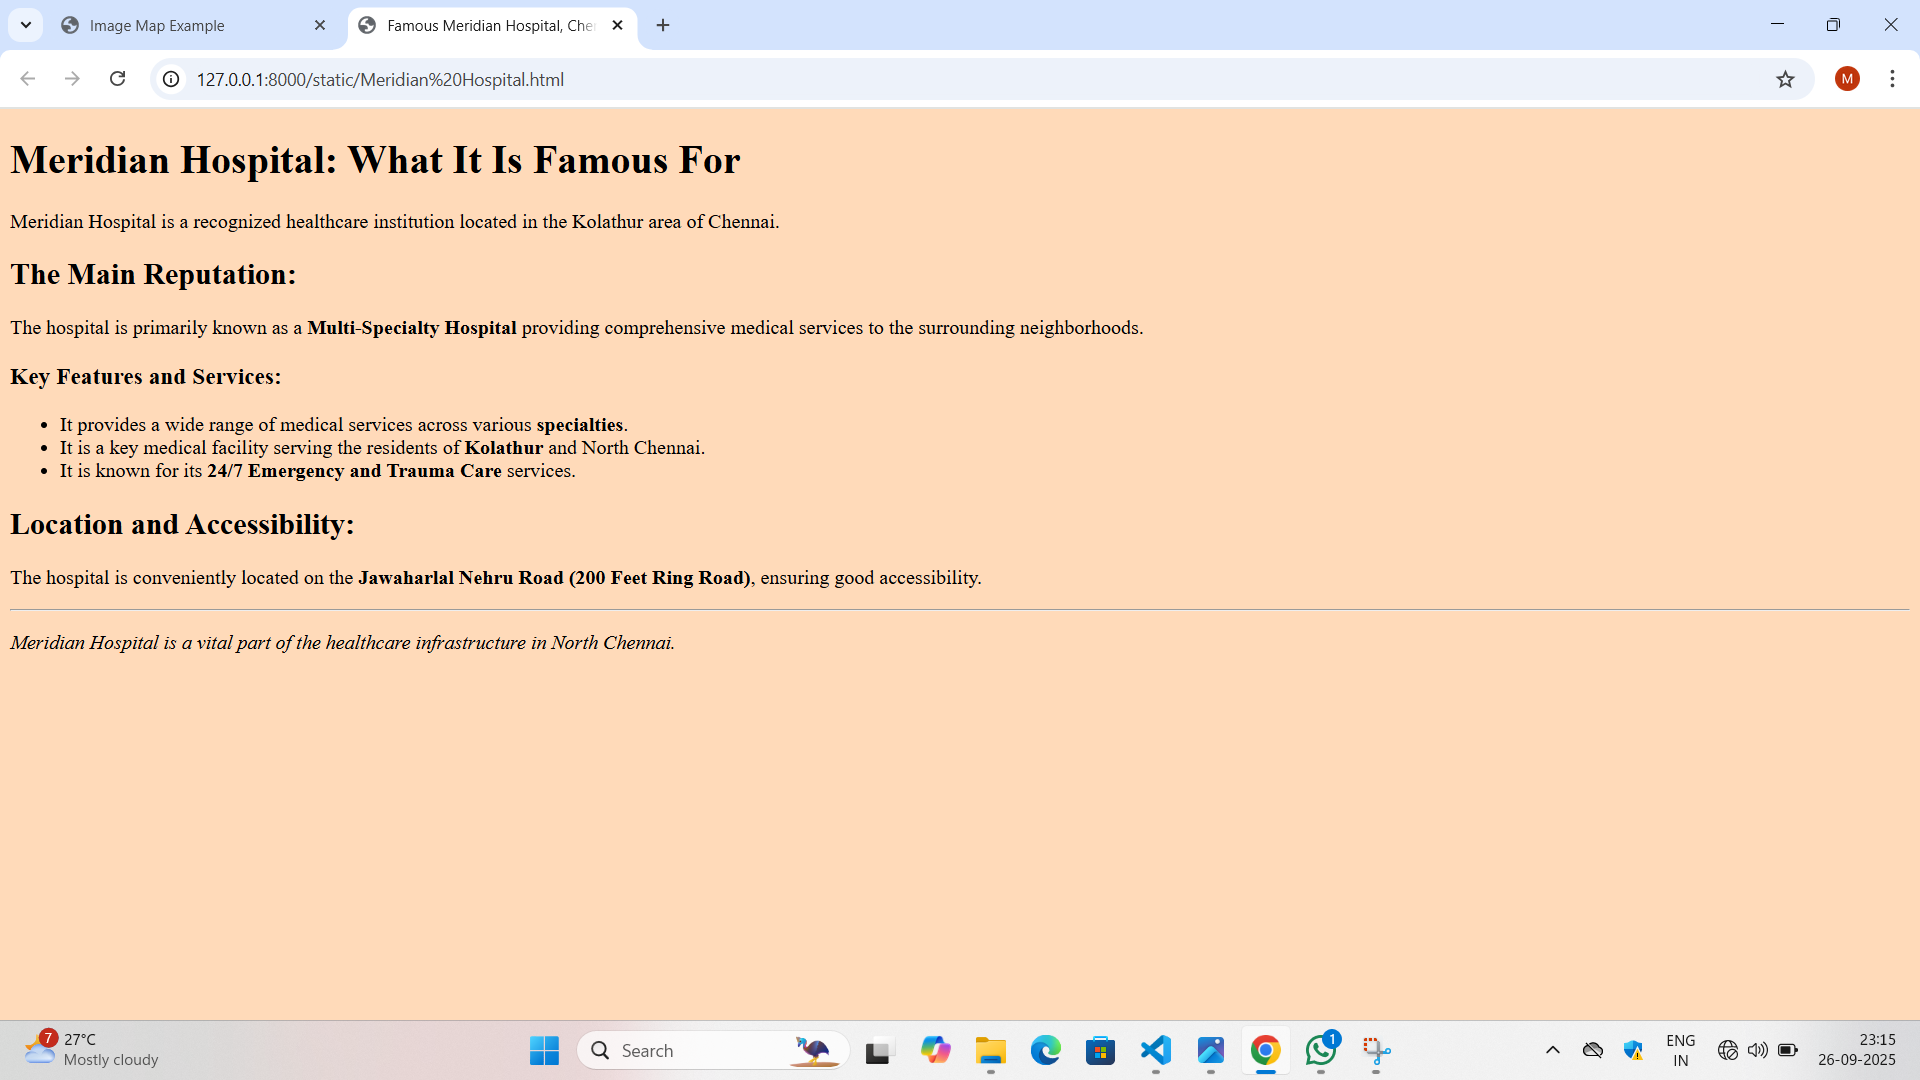 Image Map Example
Famous Meridian Hospital, Che
127.0.0.1:8000/static/Meridian%20Hospital.html
M
Meridian Hospital: What It Is Famous For
Meridian Hospital is a recognized healthcare institution located in the Kolathur area of Chennai.
The Main Reputation:
The hospital is primarily known as a Multi-Specialty Hospital providing comprehensive medical services to the surrounding neighborhoods.
Key Features and Services:
It provides a wide range of medical services across various specialties.
It is a key medical facility serving the residents of Kolathur and North Chennai.
It is known for its 24/7 Emergency and Trauma Care services.
Location and Accessibility:
The hospital is conveniently located on the Jawaharlal Nehru Road (200 Feet Ring Road), ensuring good accessibility.
Meridian Hospital is a vital part of the healthcare infrastructure in North Chennai.
7
27°C
Mostly cloudy
Search
1
ENG
IN
23:15
26-09-2025